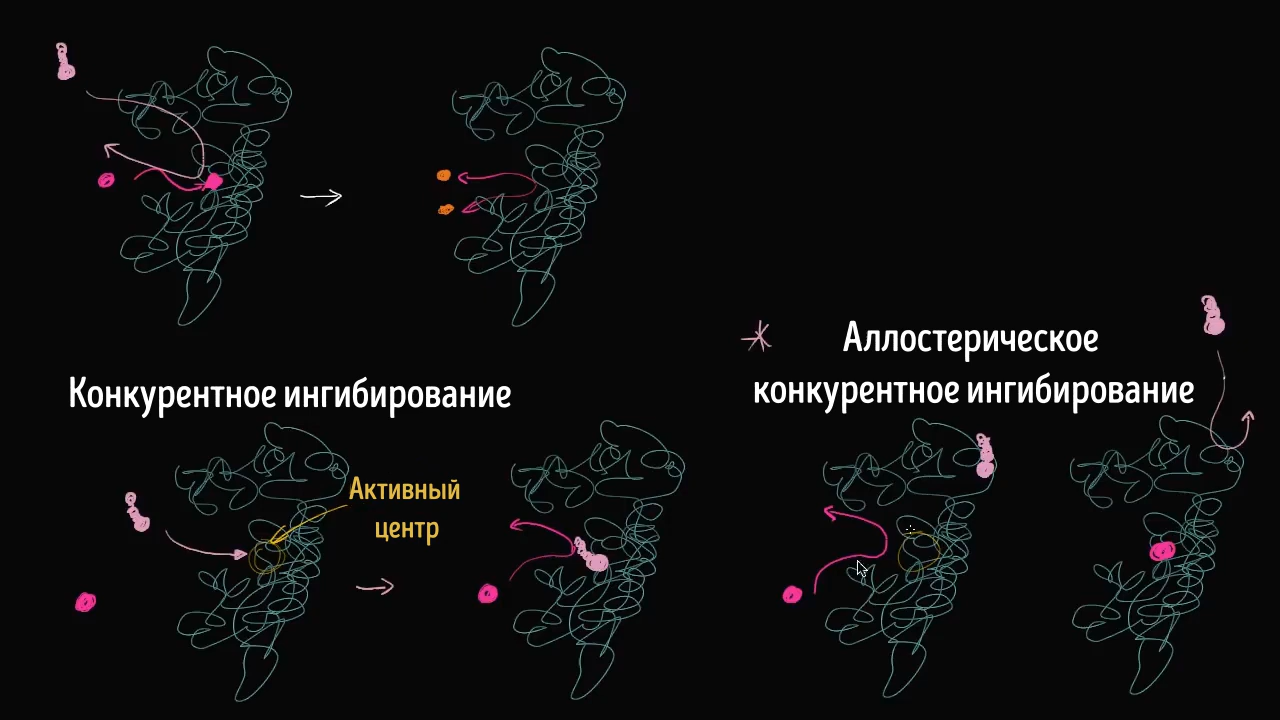 Конкурентное ингибирование
Активный
центр
Аллостерическое
конкурентное ингибирование